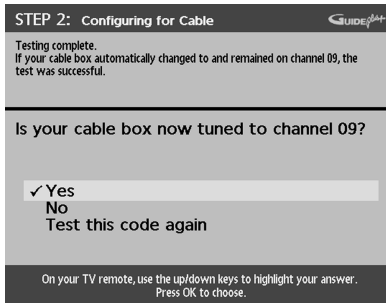 STEP 2: Configuring for Cable
GUIDEplus+
Testing complete.
If your cable box automatically changed to and remained on channel 09, the
test was successful.
Is your cable box now tuned to channel 09?
✓ Yes
No
Test this code again
On your TV remote, use the up/down keys to highlight your answer.
Press OK to choose.